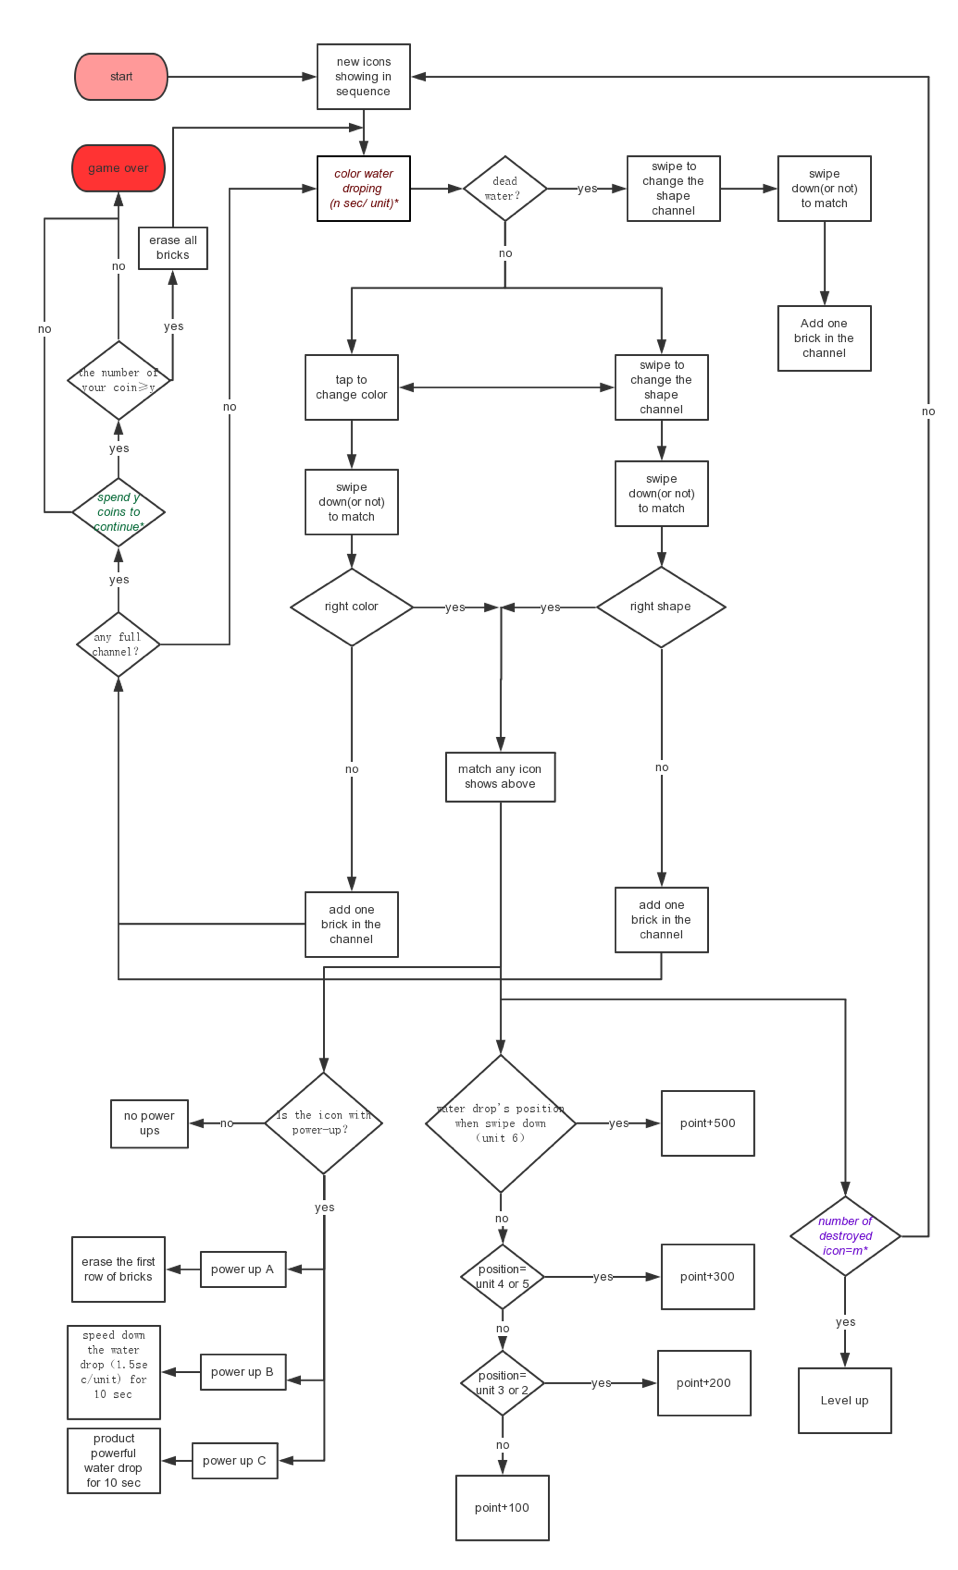 start
new icons
showing in
sequence
game over
color water
droping
(n sec/ unit)*
dead
water?
yes
swipe to
change the
shape
channel
swipe
down(or not)
to match
erase all
bricks
no
no
yes
no
Add one
brick in the
channel
the number of
your coin≥y
tap to
change color
swipe to
change the
shape
channel
no
no
yes
spend y
coins to
continue*
swipe
down(or not)
to match
swipe
down(or not)
to match
yes
any full
channel?
right color
yes
yes
right shape
no
no
match any icon
shows above
add one
brick in the
channel
add one
brick in the
channel
no power
ups
no
Is the icon with
power-up?
water drop's position
when swipe down
(unit 6)
yes
point+500
yes
no
number of
destroyed
icon=m*
erase the first
row of bricks
power up A
position=
unit 4 or 5
yes
point+300
no
yes
speed down
the water
drop (1.5se
c/unit) for
10 sec
power up B
position=
unit 3 or 2
yes
point+200
Level up
product
powerful
water drop
for 10 sec
power up C
no
point+100